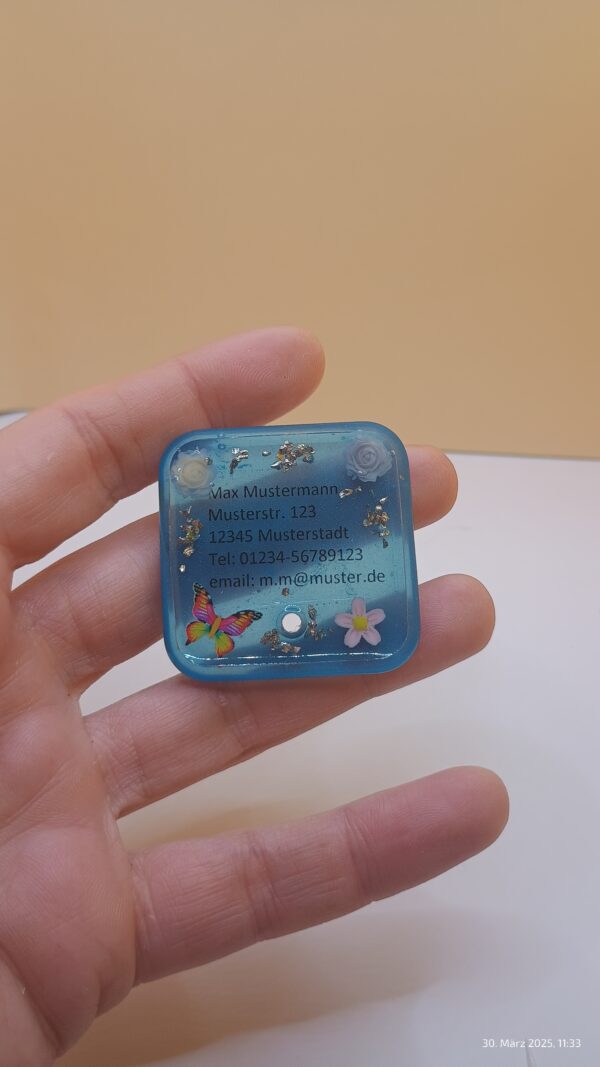 Max Mustermann
Musterstr. 123
12345 Musterstadt
Tel: 01234-56789123
email: m.m@muster.de
30. März 2025, 11:33